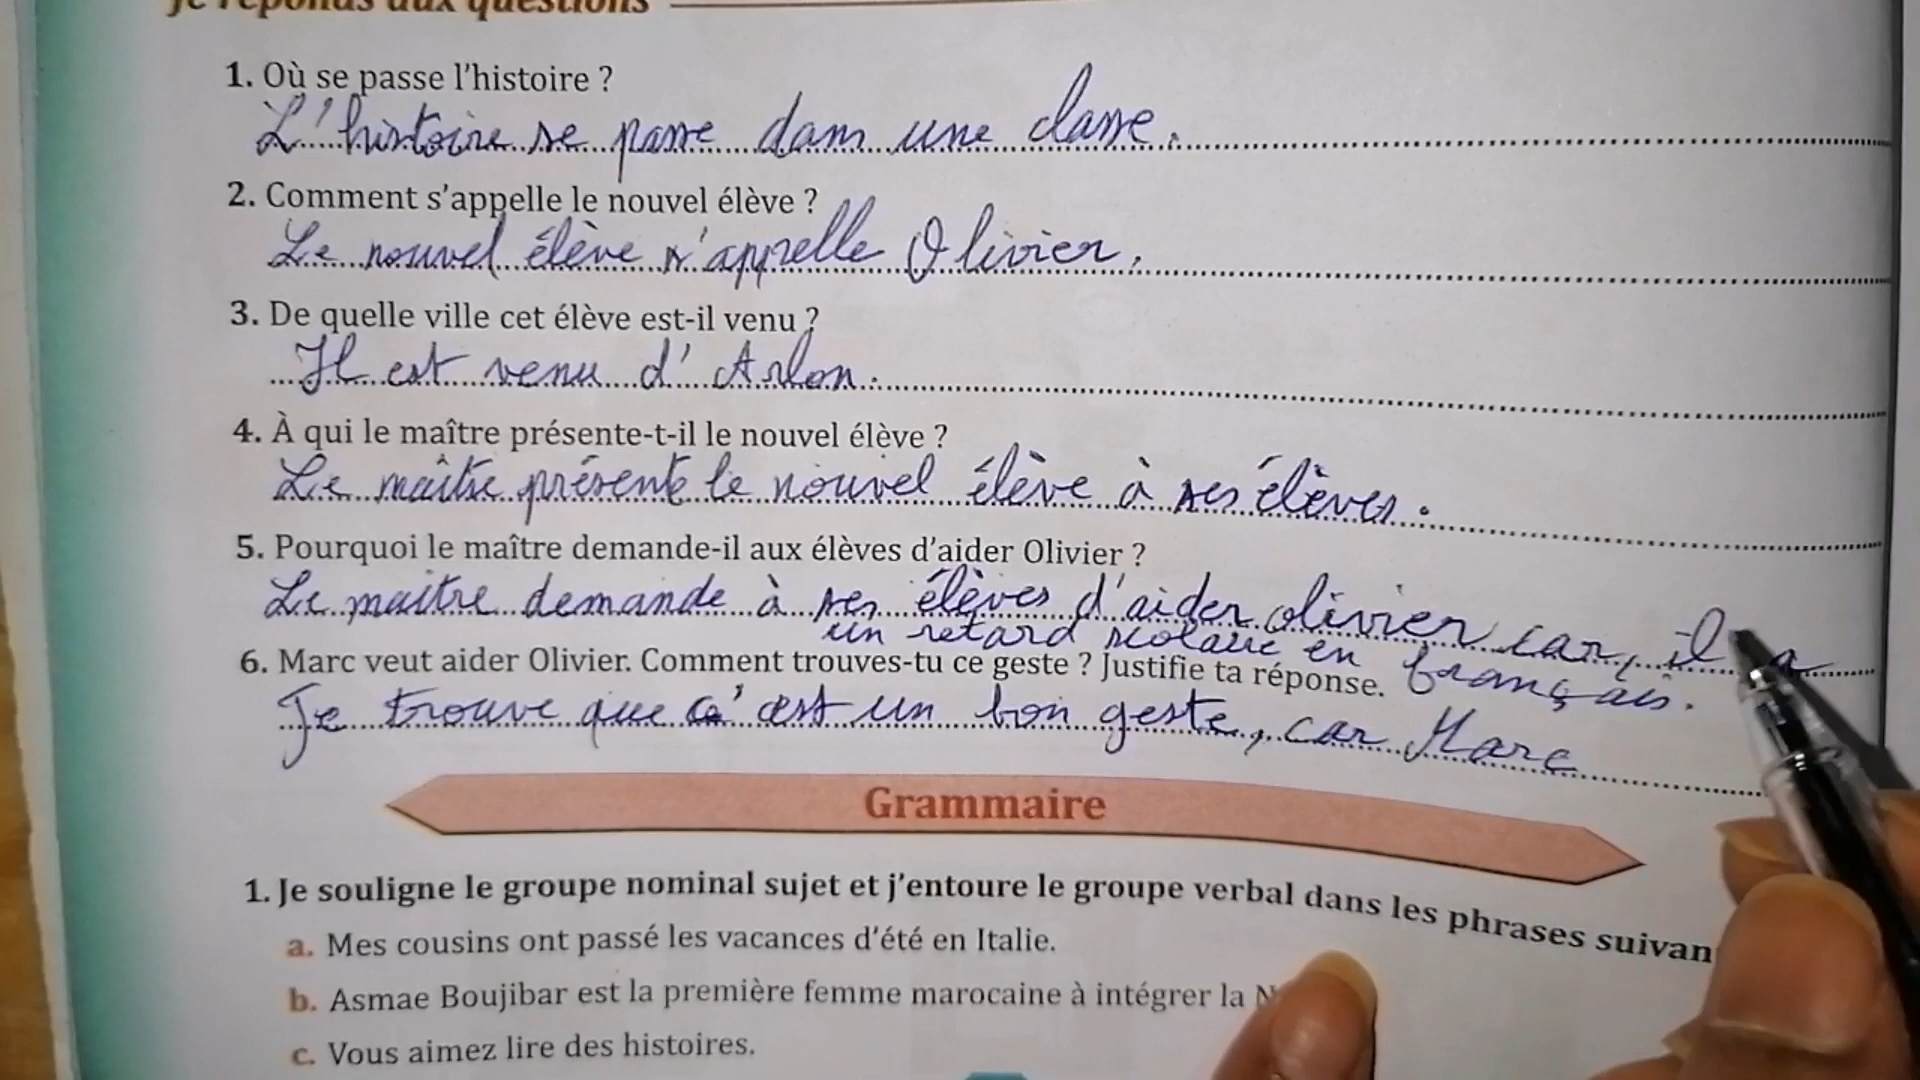 Je réponds aux questions
1. Où se passe l'histoire ?
L'histoire se passe dans une classe.
2. Comment s'appelle le nouvel élève ?
Le nouvel élève s'appelle Olivier.
3. De quelle ville cet élève est-il venu ?
Il est venu d'Arlon.
4. À qui le maître présente-t-il le nouvel élève ?
Le maître présente le nouvel élève à ses élèves.
5. Pourquoi le maître demande-il aux élèves d'aider Olivier ?
Le maitre demande à ses élèves d'aider olivier car, il a
un retard scolaire en français.
6. Marc veut aider Olivier. Comment trouves-tu ce geste ? Justifie ta réponse.
Je trouve que c'est un bon geste, car Marc
Grammaire
1. Je souligne le groupe nominal sujet et j'entoure le groupe verbal dans les phrases suivan
a. Mes cousins ont passé les vacances d'été en Italie.
b. Asmae Boujibar est la première femme marocaine à intégrer la N
c. Vous aimez lire des histoires.